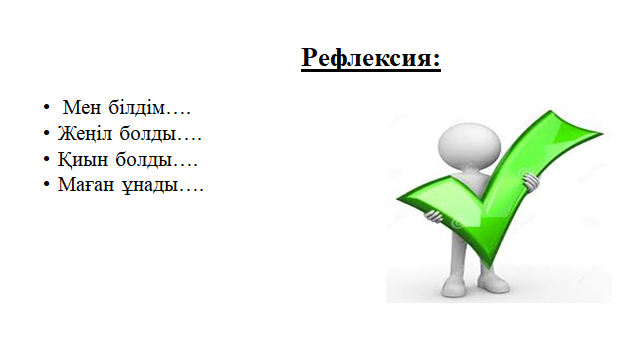 Рефлексия:
• Мен білдім….
• Жеңіл болды….
• Қиын болды….
• Маған ұнады….